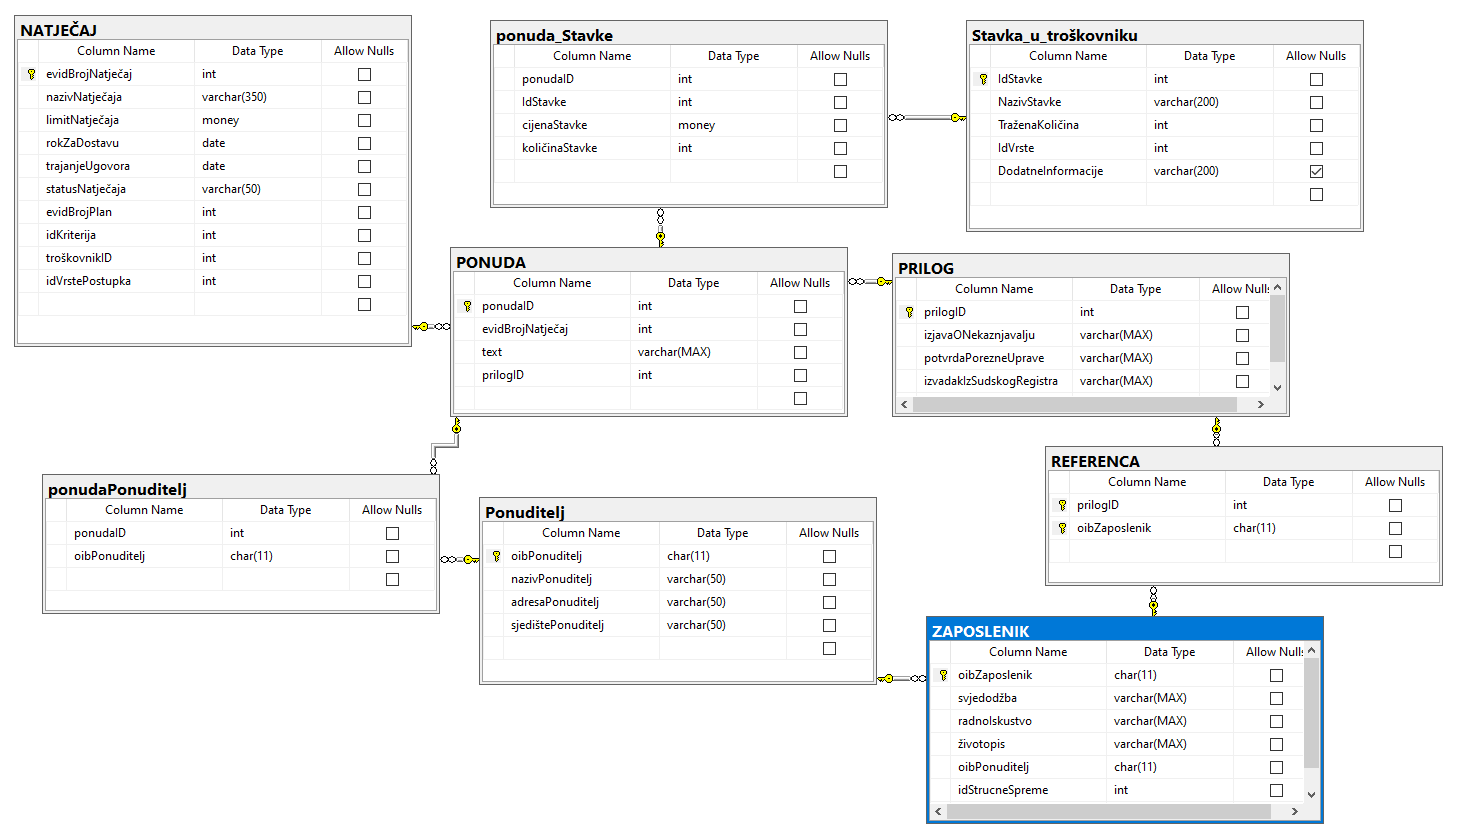 NATJEČAJ
Column Name Data Type Allow Nulls
evidBrojNatječaj int
nazivNatječaja varchar(350)
limitNatječaja money
rokZaDostavu date
trajanjeUgovora date
statusNatječaja varchar(50)
evidBrojPlan int
idKriterija int
troškovnikID int
idVrstePostupka int
ponuda_Stavke
Column Name Data Type Allow Nulls
ponudaID int
IdStavke int
cijenaStavke money
količinaStavke int
Stavka_u_troškovniku
Column Name Data Type Allow Nulls
IdStavke int
NazivStavke varchar(200)
TraženaKoličina int
IdVrste int
DodatneInformacije varchar(200)
PONUDA
Column Name Data Type Allow Nulls
ponudaID int
evidBrojNatječaj int
text varchar(MAX)
prilogID int
PRILOG
Column Name Data Type Allow Nulls
prilogID int
izjavaONekaznjavalju varchar(MAX)
potvrdaPorezneUprave varchar(MAX)
izvadakIzSudskogRegistra varchar(MAX)
REFERENCA
Column Name Data Type Allow Nulls
prilogID int
oibZaposlenik char(11)
ponudaPonuditelj
Column Name Data Type Allow Nulls
ponudaID int
oibPonuditelj char(11)
Ponuditelj
Column Name Data Type Allow Nulls
oibPonuditelj char(11)
nazivPonuditelj varchar(50)
adresaPonuditelj varchar(50)
sjedištePonuditelj varchar(50)
ZAPOSLENIK
Column Name Data Type Allow Nulls
oibZaposlenik char(11)
svjedodžba varchar(MAX)
radnoIskustvo varchar(MAX)
životopis varchar(MAX)
oibPonuditelj char(11)
idStrucneSpreme int